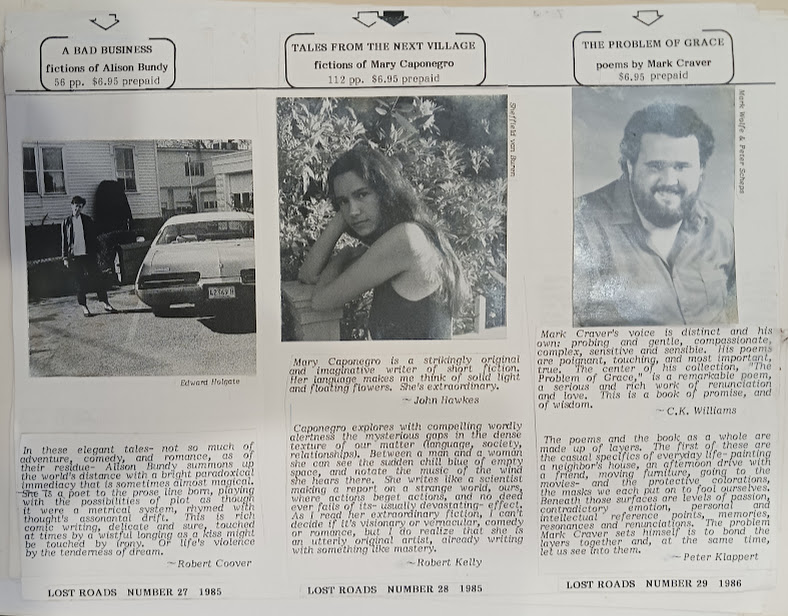 A BAD BUSINESS
fictions of Alison Bundy
56 pp. $6.95 prepaid
Edward Holgate
In these elegant tales- not so much of
adventure, comedy, and romance, as of
their residue- Alison Bundy summons up
the world's distance with a bright paradoxical
immediacy that is sometimes almost magical.
She is a poet to the prose line born, playing
with the possibilities of plot as though
it were a metrical system, rhymed with
thought's assonantal drift. This is rich
comic writing, delicate and sure, touched
at times by a wistful longing as a kiss might
be touched by irony. Or life's violence
by the tenderness of dream.
~Robert Coover
LOST ROADS NUMBER 27 1985
TALES FROM THE NEXT VILLAGE
fictions of Mary Caponegro
112 pp. $6.95 prepaid
Sheffield van Buren
Mary Caponegro is a strikingly original
and imaginative writer of short fiction.
Her language makes me think of solid light
and floating flowers. She's extraordinary.
~John Hawkes
Caponegro explores with compelling wordly
alertness the mysterious gaps in the dense
texture of our matter (language, society,
relationships). Between a man and a woman
she can see the sudden chill blue of empty
space, and notate the music of the wind
she hears there. She writes like a scientist
making a report on a strange world, ours,
where actions beget actions, and no deed
ever fails of its- usually devastating- effect.
As I read her extraordinary fiction, I can't
decide if it's visionary or vernacular, comedy
or romance, but I do realize that she is
an utterly original artist, already writing
with something like mastery.
~Robert Kelly
LOST ROADS NUMBER 28 1985
THE PROBLEM OF GRACE
poems by Mark Craver
$6.95 prepaid
Mark Craver's voice is distinct and his
own: probing and gentle, compassionate,
complex, sensitive and sensible. His poems
are poignant, touching, and most important,
true. The center of his collection, "The
Problem of Grace," is a remarkable poem,
a serious and rich work of renunciation
and love. This is a book of promise, and
of wisdom.
~C.K. Williams
The poems and the book as a whole are
made up of layers. The first of these are
the casual specifics of everyday life- painting
a neighbor's house, an afternoon drive with
a friend, moving furniture, going to the
movies- and the protective colorations,
the masks we each put on to fool ourselves.
Beneath those surfaces are levels of passion,
contradictory emotion, personal and
intellectual reference points, memories,
resonances and renunciations. The problem
Mark Craver sets himself is to bond the
layers together and, at the same time,
let us see into them.
~Peter Klappert
LOST ROADS NUMBER 29 1986